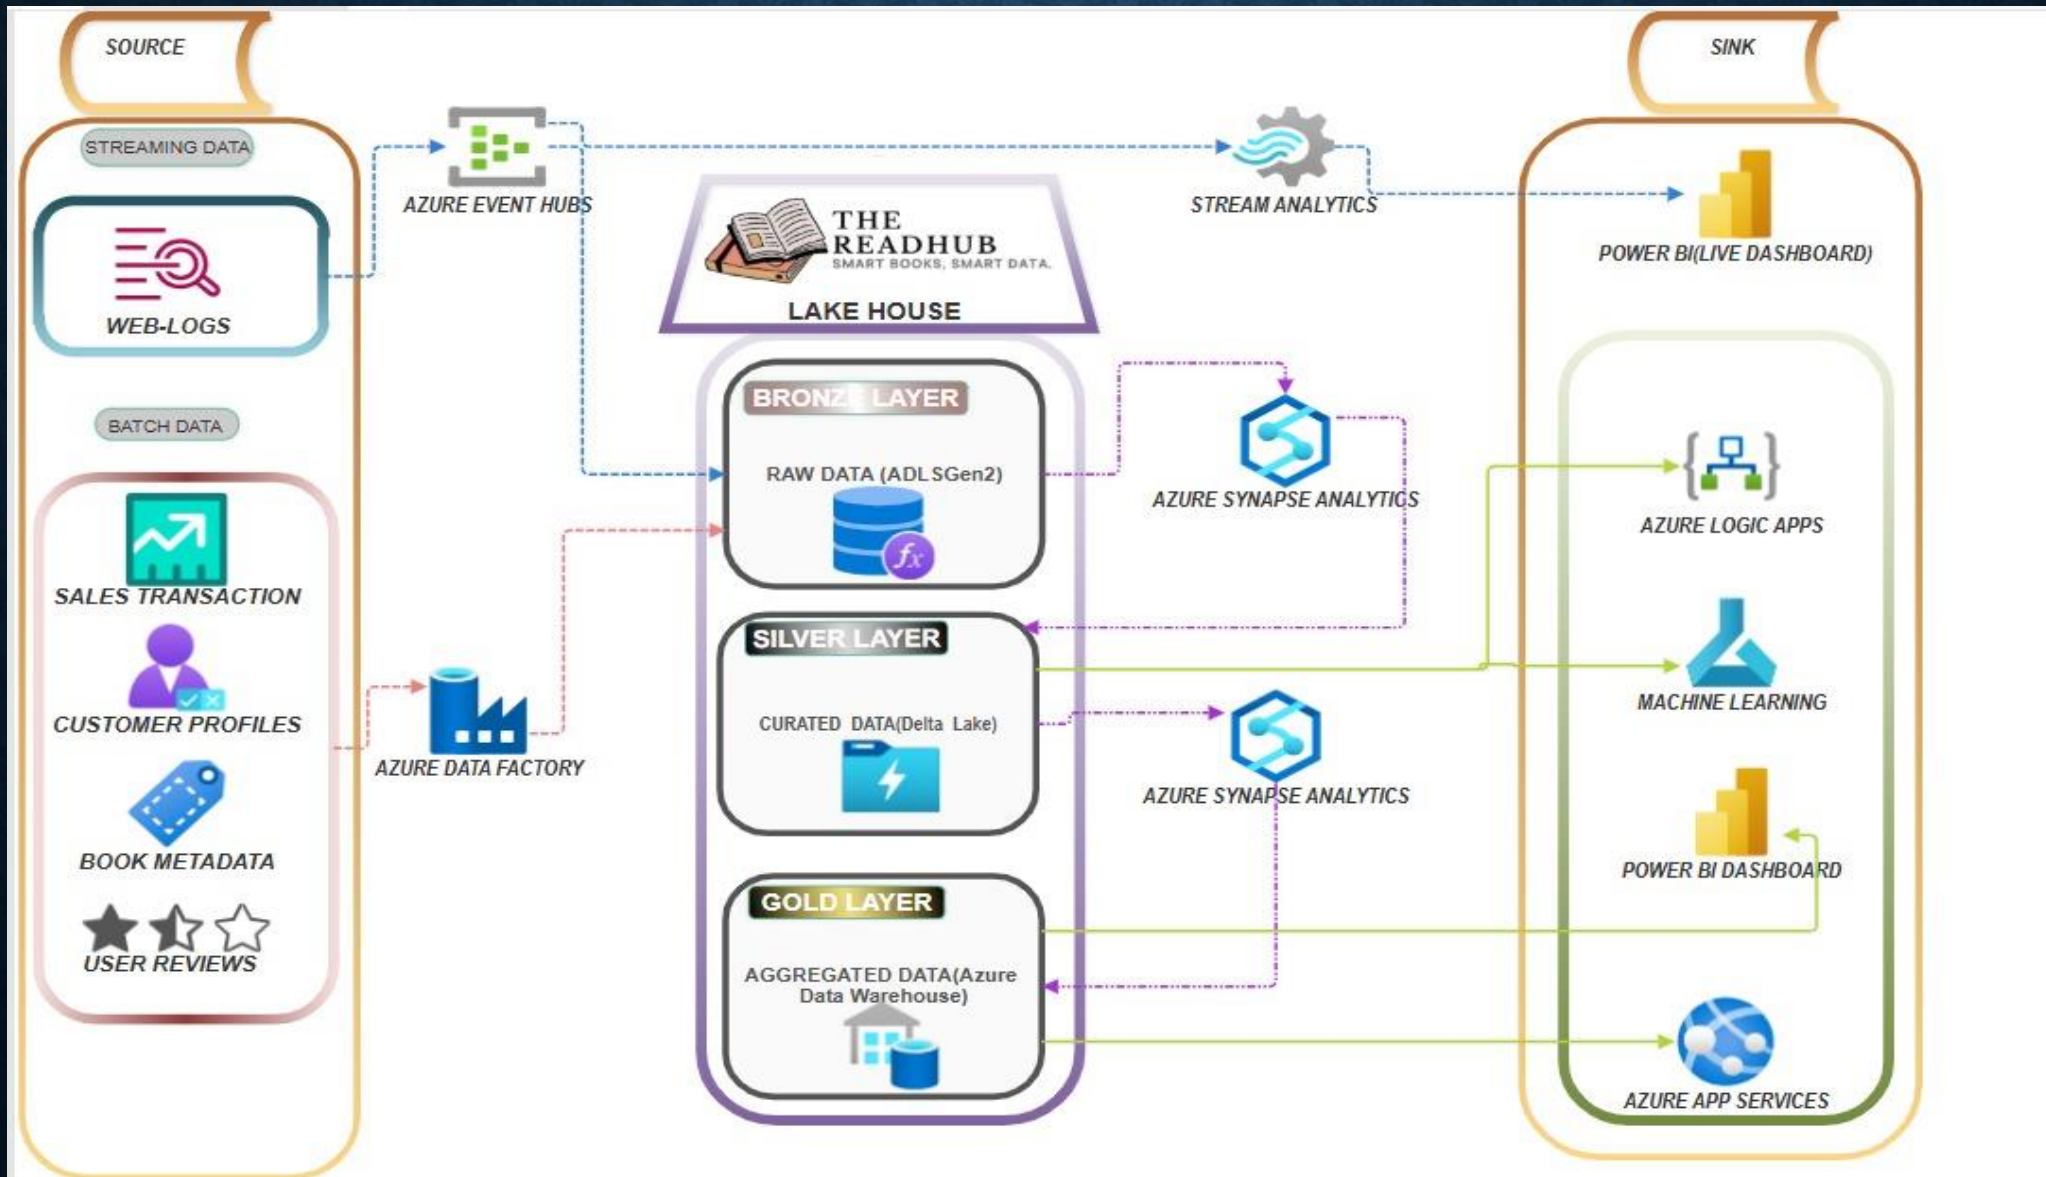 SOURCE
STREAMING DATA
WEB-LOGS
BATCH DATA
SALES TRANSACTION
CUSTOMER PROFILES
BOOK METADATA
USER REVIEWS
AZURE EVENT HUBS
AZURE DATA FACTORY
THE
READHUB
SMART BOOKS, SMART DATA.
LAKE HOUSE
BRONZE LAYER
RAW DATA (ADLSGen2)
fx
SILVER LAYER
CURATED DATA(Delta Lake)
GOLD LAYER
AGGREGATED DATA(Azure
Data Warehouse)
STREAM ANALYTICS
AZURE SYNAPSE ANALYTICS
AZURE SYNAPSE ANALYTICS
SINK
POWER BI(LIVE DASHBOARD)
AZURE LOGIC APPS
MACHINE LEARNING
POWER BI DASHBOARD
AZURE APP SERVICES